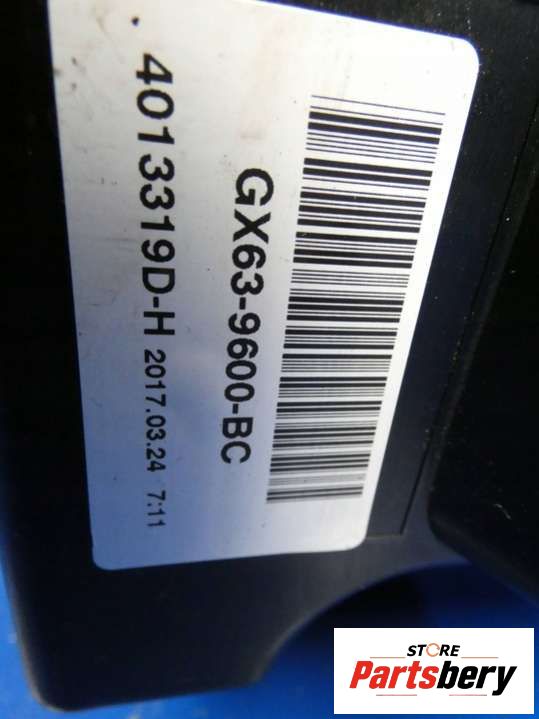 GX63-9600-BC
. 4013319D-H 2017.03.24 7:11
STORE
Partsbery